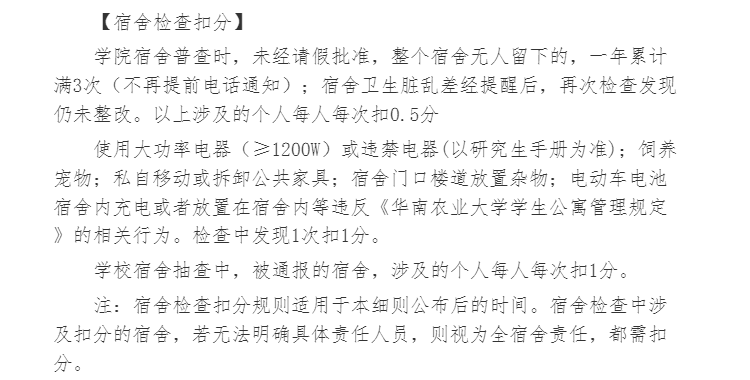 【宿舍检查扣分】
学院宿舍普查时，未经请假批准，整个宿舍无人留下的，一年累计
满3次（不再提前电话通知）；宿舍卫生脏乱差经提醒后，再次检查发现
仍未整改。以上涉及的个人每人每次扣0.5分
使用大功率电器（≥1200W）或违禁电器(以研究生手册为准)；饲养
宠物；私自移动或拆卸公共家具；宿舍门口楼道放置杂物；电动车电池
宿舍内充电或者放置在宿舍内等违反《华南农业大学学生公寓管理规定
》的相关行为。检查中发现1次扣1分。
学校宿舍抽查中，被通报的宿舍，涉及的个人每人每次扣1分。
注：宿舍检查扣分规则适用于本细则公布后的时间。宿舍检查中涉
及扣分的宿舍，若无法明确具体责任人员，则视为全宿舍责任，都需扣
分。